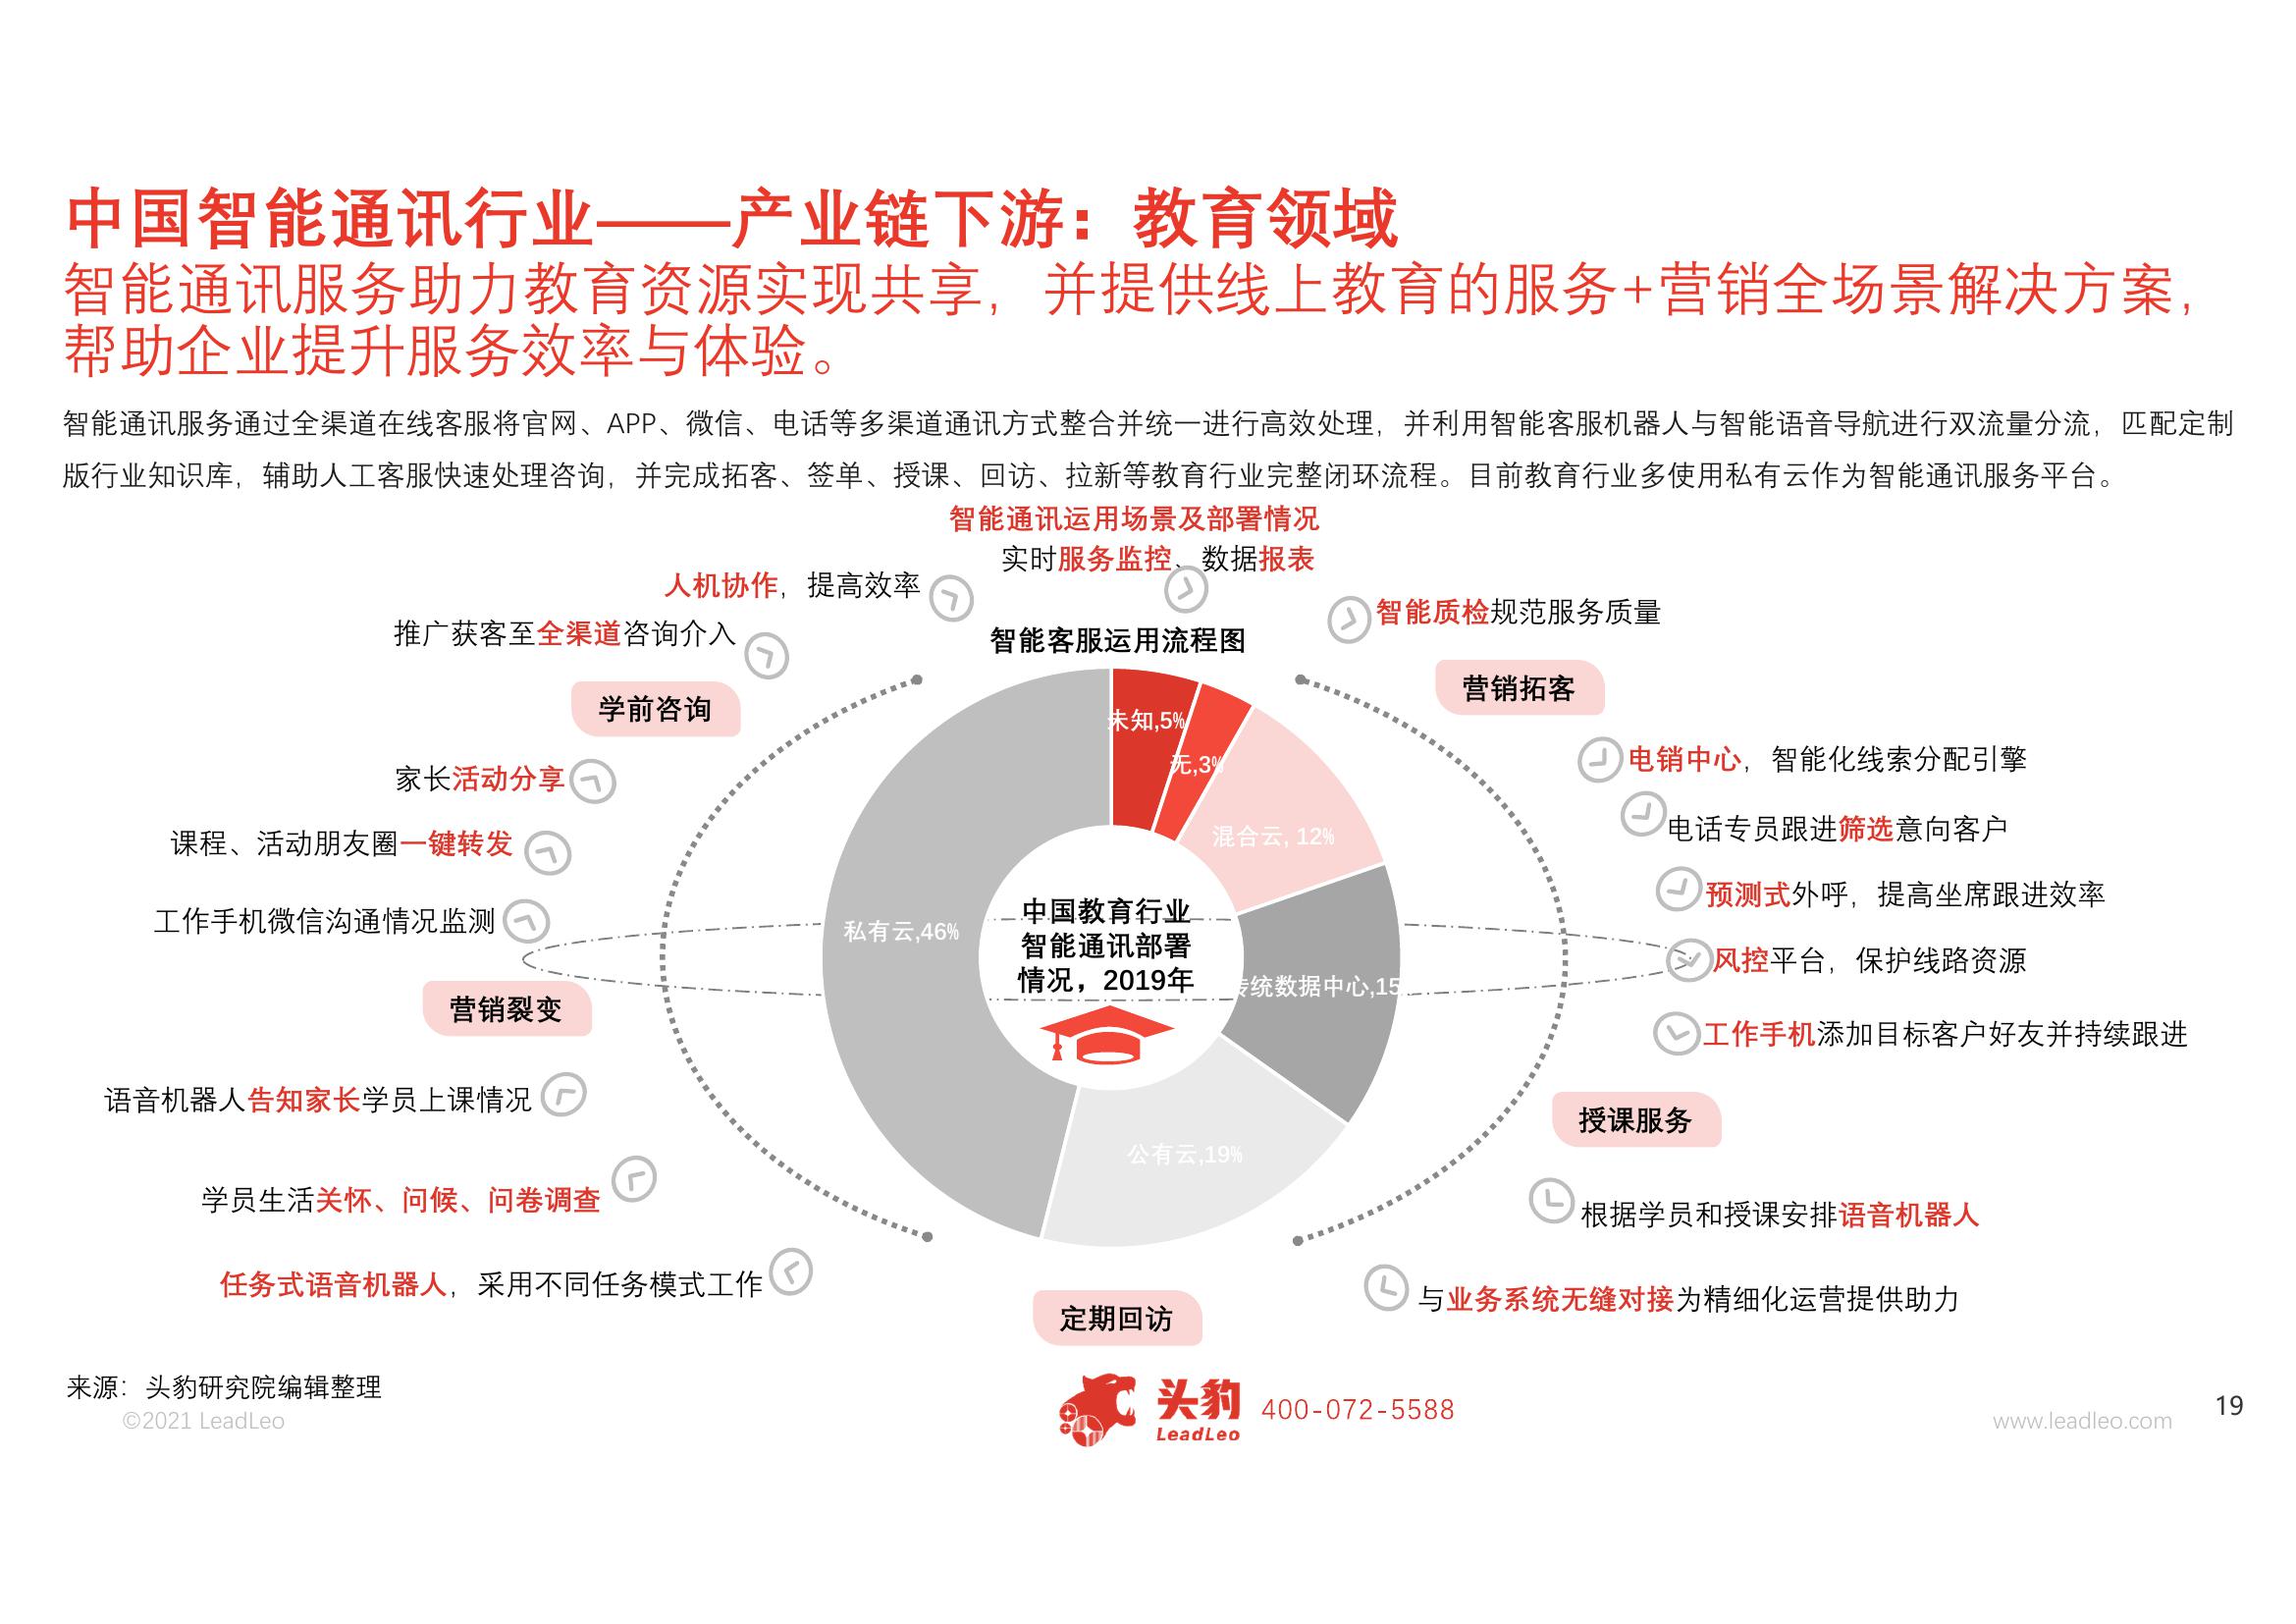 中国智能通讯行业——产业链下游：教育领域
智能通讯服务助力教育资源实现共享，并提供线上教育的服务+营销全场景解决方案，
帮助企业提升服务效率与体验。
智能通讯服务通过全渠道在线客服将官网、APP、微信、电话等多渠道通讯方式整合并统一进行高效处理，并利用智能客服机器人与智能语音导航进行双流量分流，匹配定制
版行业知识库，辅助人工客服快速处理咨询，并完成拓客、签单、授课、回访、拉新等教育行业完整闭环流程。目前教育行业多使用私有云作为智能通讯服务平台。
智能通讯运用场景及部署情况
实时服务监控、数据报表
人机协作，提高效率
推广获客至全渠道咨询介入
智能质检规范服务质量
智能客服运用流程图
学前咨询
营销拓客
家长活动分享
课程、活动朋友圈一键转发
工作手机微信沟通情况监测
营销裂变
语音机器人告知家长学员上课情况
学员生活关怀、问候、问卷调查
任务式语音机器人，采用不同任务模式工作
未知,5%
无,3%
混合云, 12%
私有云,46%
传统数据中心,15
公有云,19%
中国教育行业
智能通讯部署
情况，2019年
电销中心，智能化线索分配引擎
电话专员跟进筛选意向客户
预测式外呼，提高坐席跟进效率
风控平台，保护线路资源
工作手机添加目标客户好友并持续跟进
授课服务
根据学员和授课安排语音机器人
与业务系统无缝对接为精细化运营提供助力
定期回访
来源：头豹研究院编辑整理
©2021 LeadLeo
头豹
LeadLeo
400-072-5588
www.leadleo.com
19